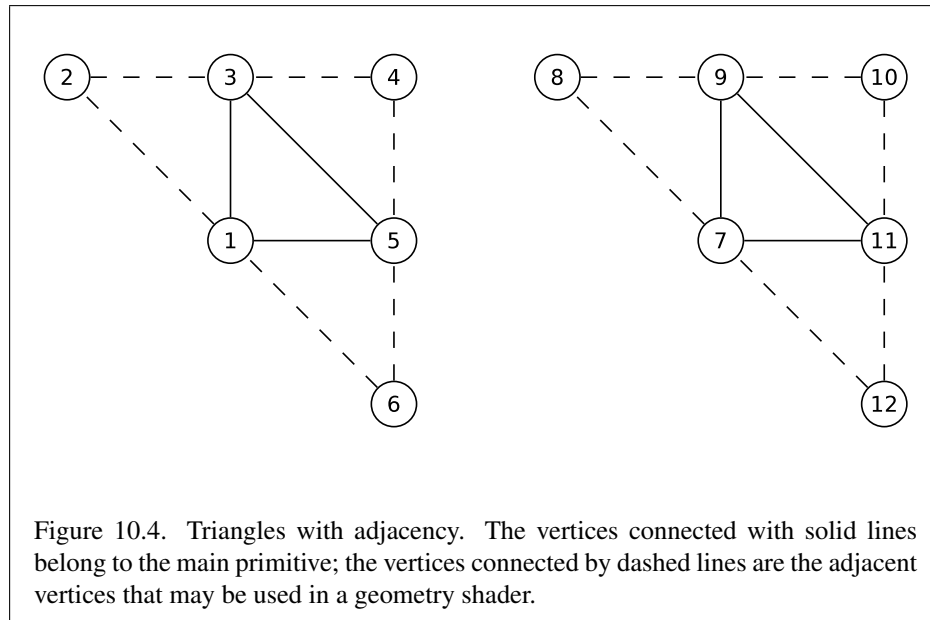 2 3 4 8 9 10
1 5 7 11
6 12
Figure 10.4. Triangles with adjacency. The vertices connected with solid lines
belong to the main primitive; the vertices connected by dashed lines are the adjacent
vertices that may be used in a geometry shader.